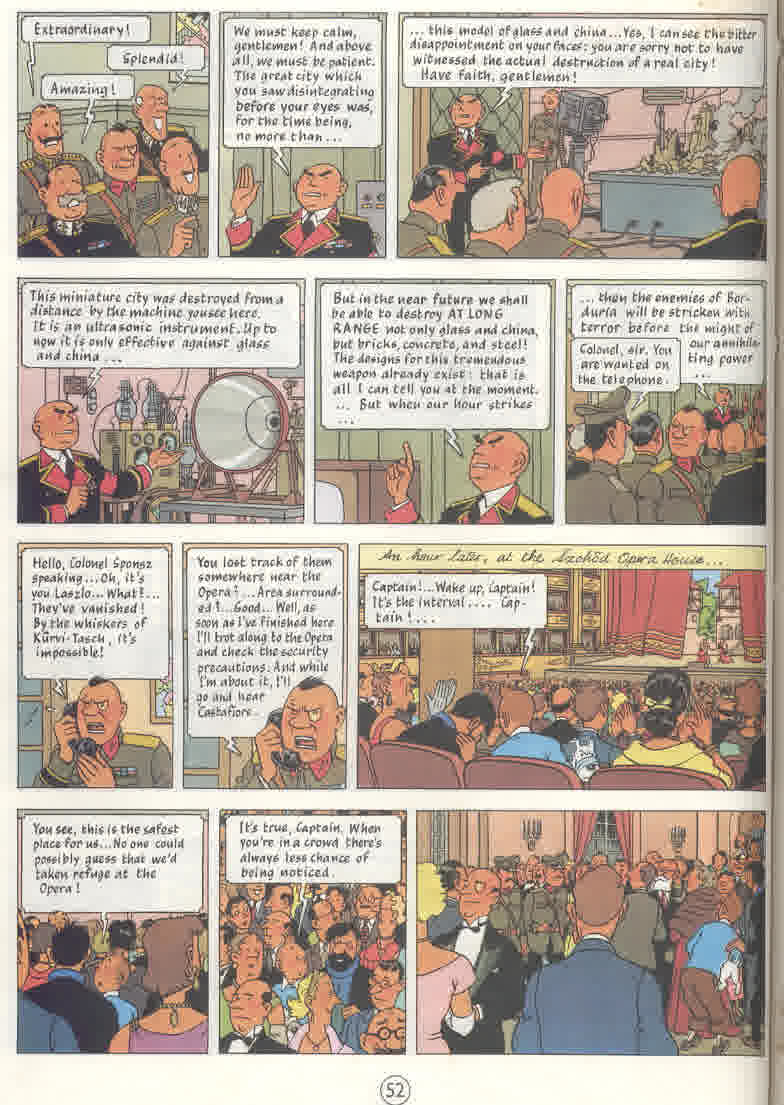 Extraordinary!
Splendid!
Amazing!
We must keep calm,
gentlemen! And above
all, we must be patient.
The great city which
you saw disintegrating
before your eyes was,
for the time being,
no more than ...
... this model of glass and china... Yes, I can see the bitter
disappointment on your faces: you are sorry not to have
witnessed the actual destruction of a real city!
Have faith, gentlemen!
This miniature city was destroyed from a
distance by the machine you see here.
It is an ultrasonic instrument. Up to
now it is only effective against glass
and china ...
But in the near future we shall
be able to destroy AT LONG
RANGE not only glass and china,
but bricks, concrete, and steel!
The designs for this tremendous
weapon already exist: that is
all I can tell you at the moment.
... But when our hour strikes
...
... then the enemies of Bor-
duria will be stricken with
terror before the might of
our annihila-
ting power
...
Colonel, sir. You
are wanted on
the telephone.
Hello, Colonel Sponsz
speaking... Oh, it's
you Laszlo... What?...
They've vanished!
By the whiskers of
Kûrvi-Tasch, it's
impossible!
You lost track of them
somewhere near the
Opera?... Area surround-
ed?... Good... Well, as
soon as I've finished here
I'll trot along to the Opera
and check the security
precautions. And while
I'm about it, I'll
go and hear
Castafiore.
An hour later, at the Szohôd Opera House...
Captain!... Wake up, Captain!
It's the interval .... Cap-
tain!...
You see, this is the safest
place for us... No one could
possibly guess that we'd
taken refuge at the
Opera!
It's true, Captain. When
you're in a crowd there's
always less chance of
being noticed.
52